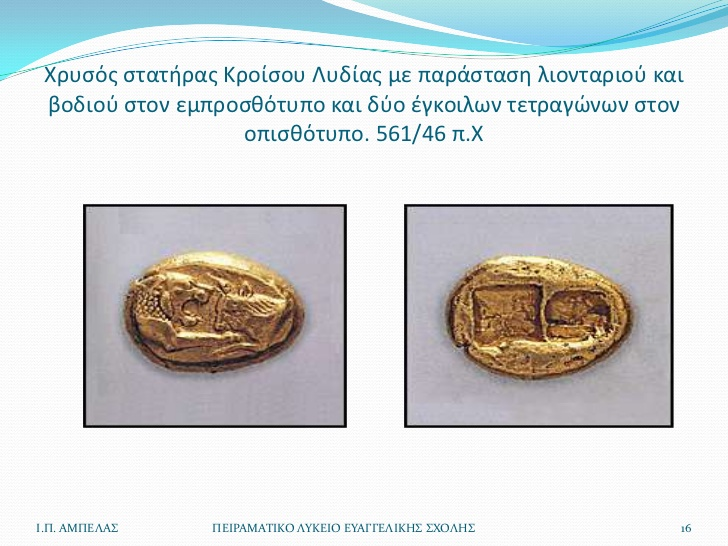 Χρυσός στατήρας Κροίσου Λυδίας με παράσταση λιονταριού και
βοδιού στον εμπροσθότυπο και δύο έγκοιλων τετραγώνων στον
οπισθότυπο. 561/46 π.Χ
Ι.Π. ΑΜΠΕΛΑΣ ΠΕΙΡΑΜΑΤΙΚΟ ΛΥΚΕΙΟ ΕΥΑΓΓΕΛΙΚΗΣ ΣΧΟΛΗΣ 16